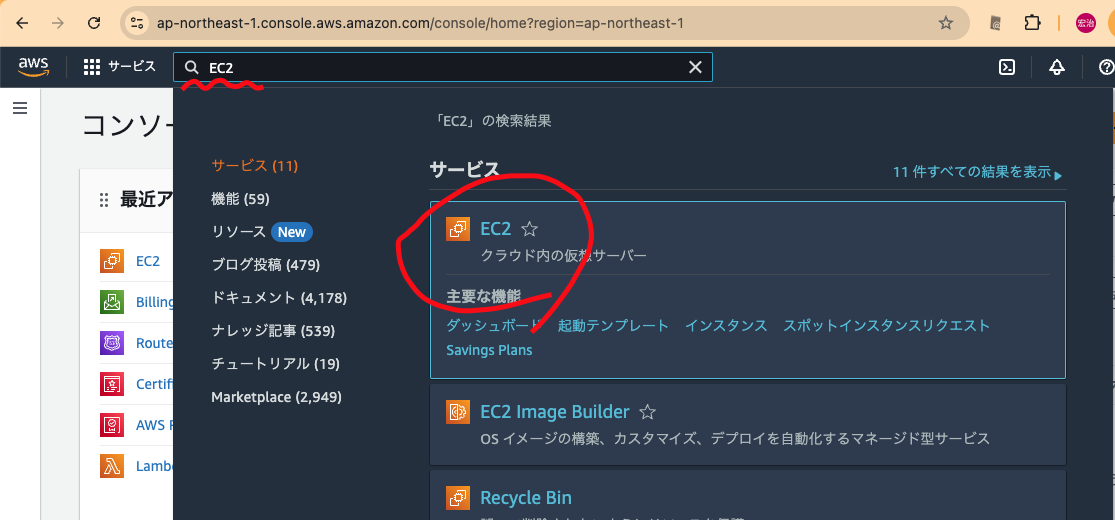 ap-northeast-1.console.aws.amazon.com/console/home?region=ap-northeast-1
宏治
aws
サービス
EC2
コンソー
「EC2」の検索結果
サービス (11)
機能 (59)
リソース New
ブログ投稿 (479)
ドキュメント (4,178)
ナレッジ記事 (539)
チュートリアル (19)
Marketplace (2,949)
最近ア
EC2
Billing
Route
Certifi
AWS
Lamb
サービス
11 件すべての結果を表示
EC2
クラウド内の仮想サーバー
主要な機能
ダッシュボード 起動テンプレート インスタンス スポットインスタンスリクエスト
Savings Plans
EC2 Image Builder
OS イメージの構築、カスタマイズ、デプロイを自動化するマネージド型サービス
Recycle Bin